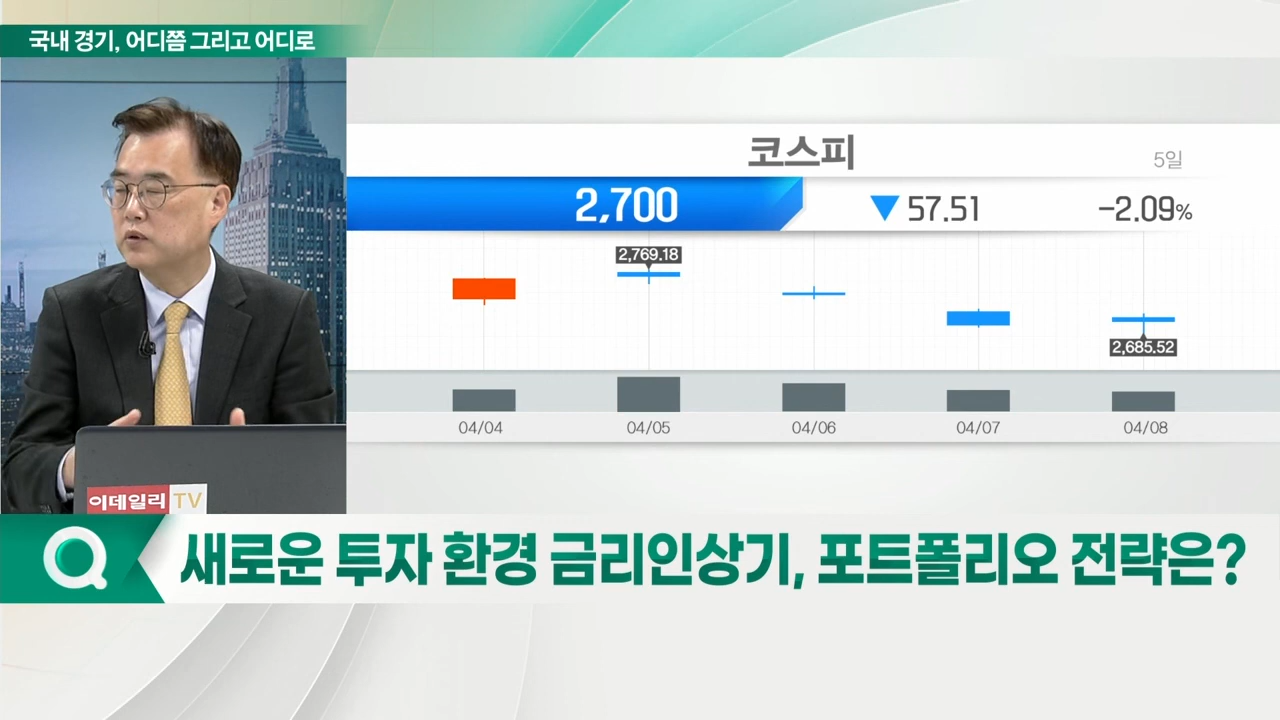 국내 경기, 어디쯤 그리고 어디로
코스피
5일
2,700 ▼ 57.51 -2.09%
2,769.18
2,685.52
04/04 04/05 04/06 04/07 04/08
이데일리 TV
Q 새로운 투자 환경 금리인상기, 포트폴리오 전략은?